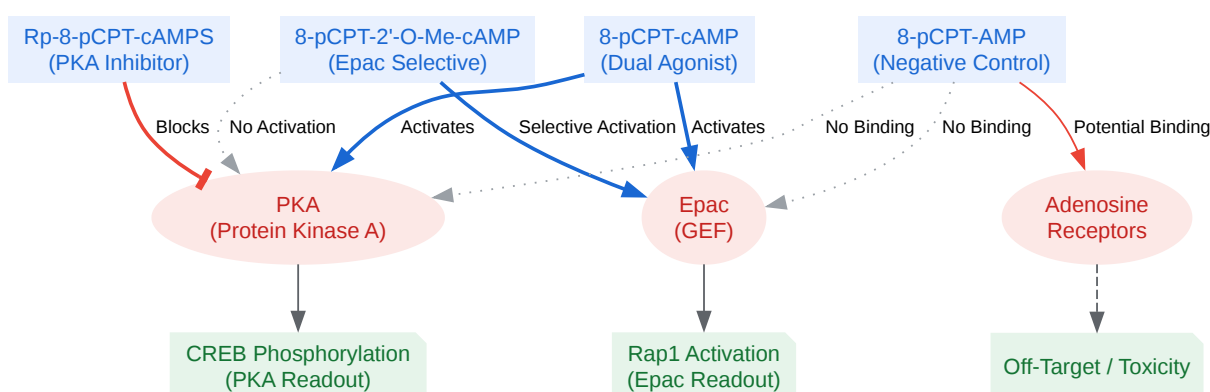 Rp-8-pCPT-cAMPS
(PKA Inhibitor)
8-pCPT-2'-O-Me-cAMP
(Epac Selective)
8-pCPT-cAMP
(Dual Agonist)
8-pCPT-AMP
(Negative Control)
Blocks
No Activation
Activates
Selective Activation
Activates
No Binding
No Binding
Potential Binding
PKA
(Protein Kinase A)
Epac
(GEF)
Adenosine
Receptors
CREB Phosphorylation
(PKA Readout)
Rap1 Activation
(Epac Readout)
Off-Target / Toxicity